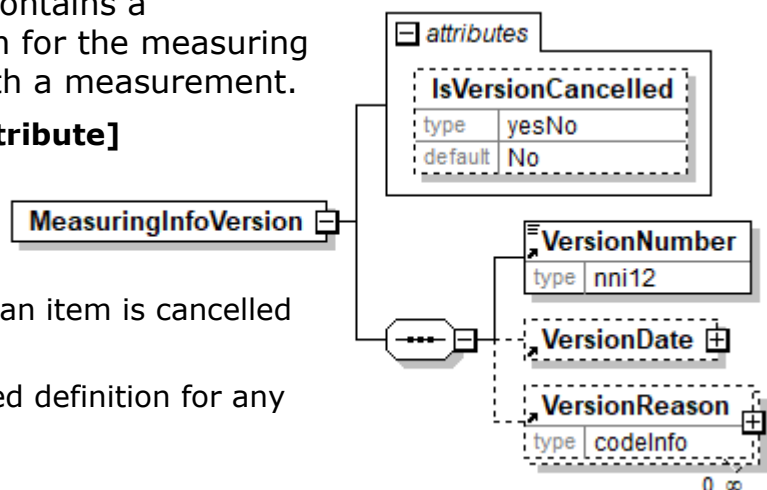 contains a
n for the measuring
th a measurement.
tribute]
an item is cancelled
ed definition for any
attributes
IsVersionCancelled
type yesNo
default No
MeasuringInfoVersion
VersionNumber
type nni12
VersionDate
VersionReason
type codeInfo
0 ∞